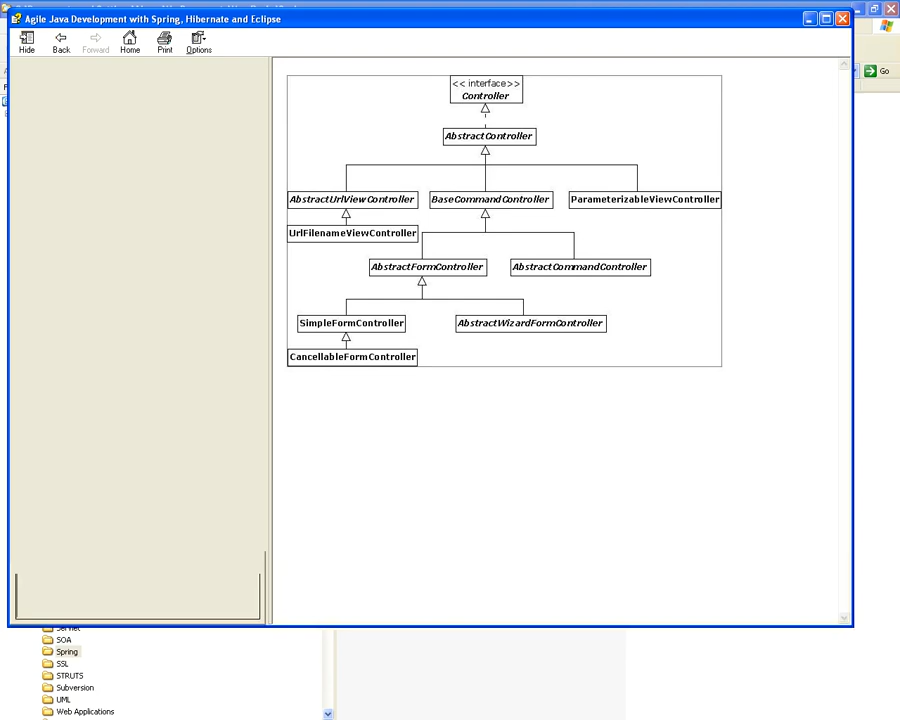 Agile Java Development with Spring, Hibernate and Eclipse
Hide Back Forward Home Print Options
Go
<< interface>>
Controller
AbstractController
AbstractUrlViewController BaseCommandController ParameterizableViewController
UrlFilenameViewController
AbstractFormController AbstractCommandController
SimpleFormController AbstractWizardFormController
CancellableFormController
Servlet
SOA
Spring
SSL
STRUTS
Subversion
UML
Web Applications